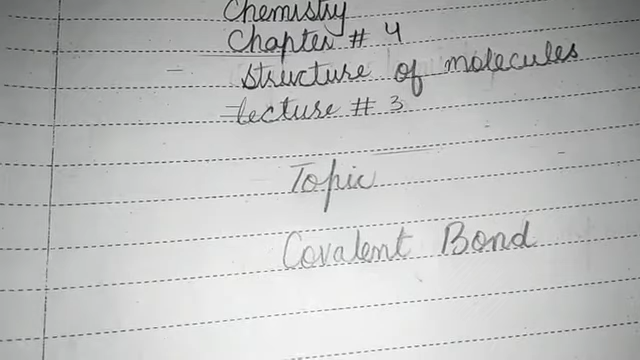 Chemistry
Chapter # 4
Structure of molecules
Lecture # 3
Topic
Covalent Bond